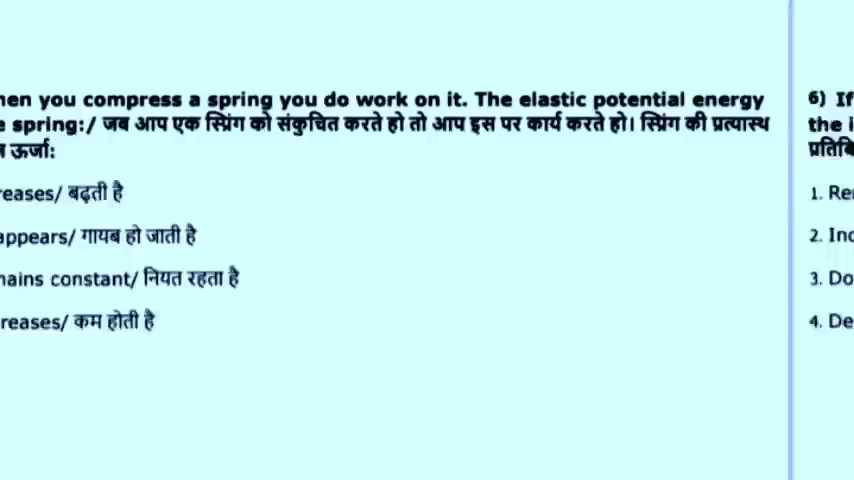 hen you compress a spring you do work on it. The elastic potential energy
e spring:/ जब आप एक स्प्रिंग को संकुचित करते हो तो आप इस पर कार्य करते हो। स्प्रिंग की प्रत्यास्थ
ऊर्जा:
reases/ बढ़ती है
appears/ गायब हो जाती है
mains constant/ नियत रहता है
reases/ कम होती है
6) If
the i
प्रतिबि
1. Re
2. Inc
3. Do
4. De